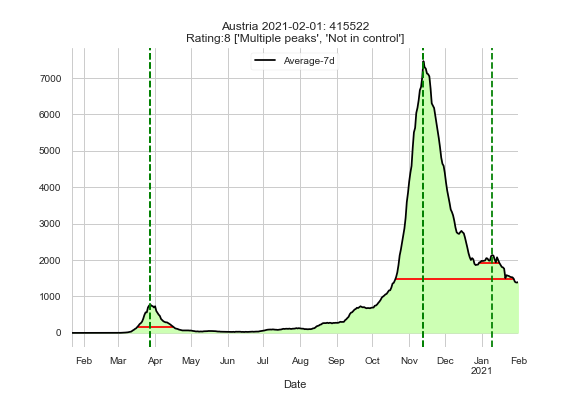 Austria 2021-02-01: 415522
Rating:8 ['Multiple peaks', 'Not in control']
Average-7d
7000
6000
5000
4000
3000
2000
1000
0
Feb Mar Apr May Jun Jul Aug Sep Oct Nov Dec Jan Feb
2021
Date